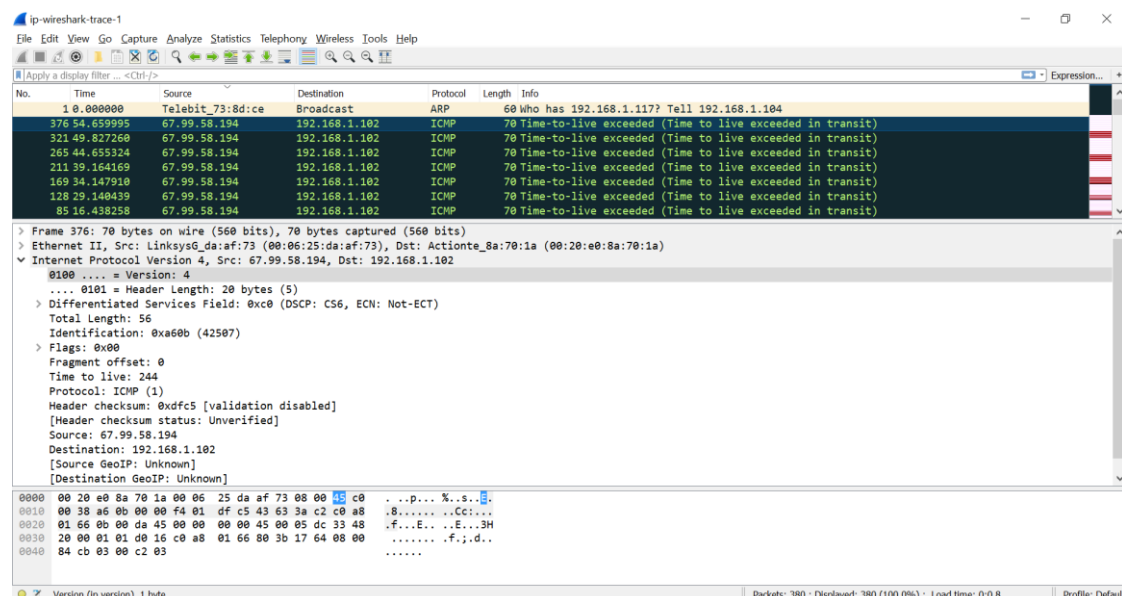 ip-wireshark-trace-1
File Edit View Go Capture Analyze Statistics Telephony Wireless Tools Help
Apply a display filter ... <Ctrl-/> Expression... +
No. Time Source Destination Protocol Length Info
1 0.000000 Telebit_73:8d:ce Broadcast ARP 60 Who has 192.168.1.117? Tell 192.168.1.104
376 54.659995 67.99.58.194 192.168.1.102 ICMP 70 Time-to-live exceeded (Time to live exceeded in transit)
321 49.827260 67.99.58.194 192.168.1.102 ICMP 70 Time-to-live exceeded (Time to live exceeded in transit)
265 44.655324 67.99.58.194 192.168.1.102 ICMP 70 Time-to-live exceeded (Time to live exceeded in transit)
211 39.164169 67.99.58.194 192.168.1.102 ICMP 70 Time-to-live exceeded (Time to live exceeded in transit)
169 34.147910 67.99.58.194 192.168.1.102 ICMP 70 Time-to-live exceeded (Time to live exceeded in transit)
128 29.140439 67.99.58.194 192.168.1.102 ICMP 70 Time-to-live exceeded (Time to live exceeded in transit)
85 16.438258 67.99.58.194 192.168.1.102 ICMP 70 Time-to-live exceeded (Time to live exceeded in transit)
> Frame 376: 70 bytes on wire (560 bits), 70 bytes captured (560 bits)
> Ethernet II, Src: LinksysG_da:af:73 (00:06:25:da:af:73), Dst: Actionte_8a:70:1a (00:20:e0:8a:70:1a)
Internet Protocol Version 4, Src: 67.99.58.194, Dst: 192.168.1.102
0100 .... = Version: 4
.... 0101 = Header Length: 20 bytes (5)
> Differentiated Services Field: 0xc0 (DSCP: CS6, ECN: Not-ECT)
Total Length: 56
Identification: 0xa60b (42507)
> Flags: 0x00
Fragment offset: 0
Time to live: 244
Protocol: ICMP (1)
Header checksum: 0xdfc5 [validation disabled]
[Header checksum status: Unverified]
Source: 67.99.58.194
Destination: 192.168.1.102
[Source GeoIP: Unknown]
[Destination GeoIP: Unknown]
0000 00 20 e0 8a 70 1a 00 06 25 da af 73 08 00 45 c0 . ..p... %..s..E.
0010 00 38 a6 0b 00 00 f4 01 df c5 43 63 3a c2 c0 a8 .8...... ..Cc:...
0020 01 66 0b 00 da 45 00 00 00 00 45 00 05 dc 33 48 .f...E.. ..E...3H
0030 20 00 01 01 d0 16 c0 a8 01 66 80 3b 17 64 08 00 ....... .f.;.d..
0040 84 cb 03 00 c2 03 ......
Version (ip.version), 1 byte Packets: 380 · Displayed: 380 (100.0%) · Load time: 0:0.8 Profile: Default